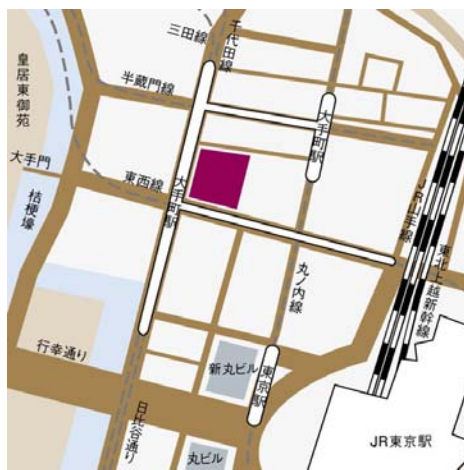 三田線
千代田線
皇居東御苑
半蔵門線
大手町駅
大手門
東西線
大手町駅
JR山手線
桔梗壕
東北上越新幹線
丸ノ内線
行幸通り
新丸ビル
東京駅
日比谷通り
JR東京駅
丸ビル